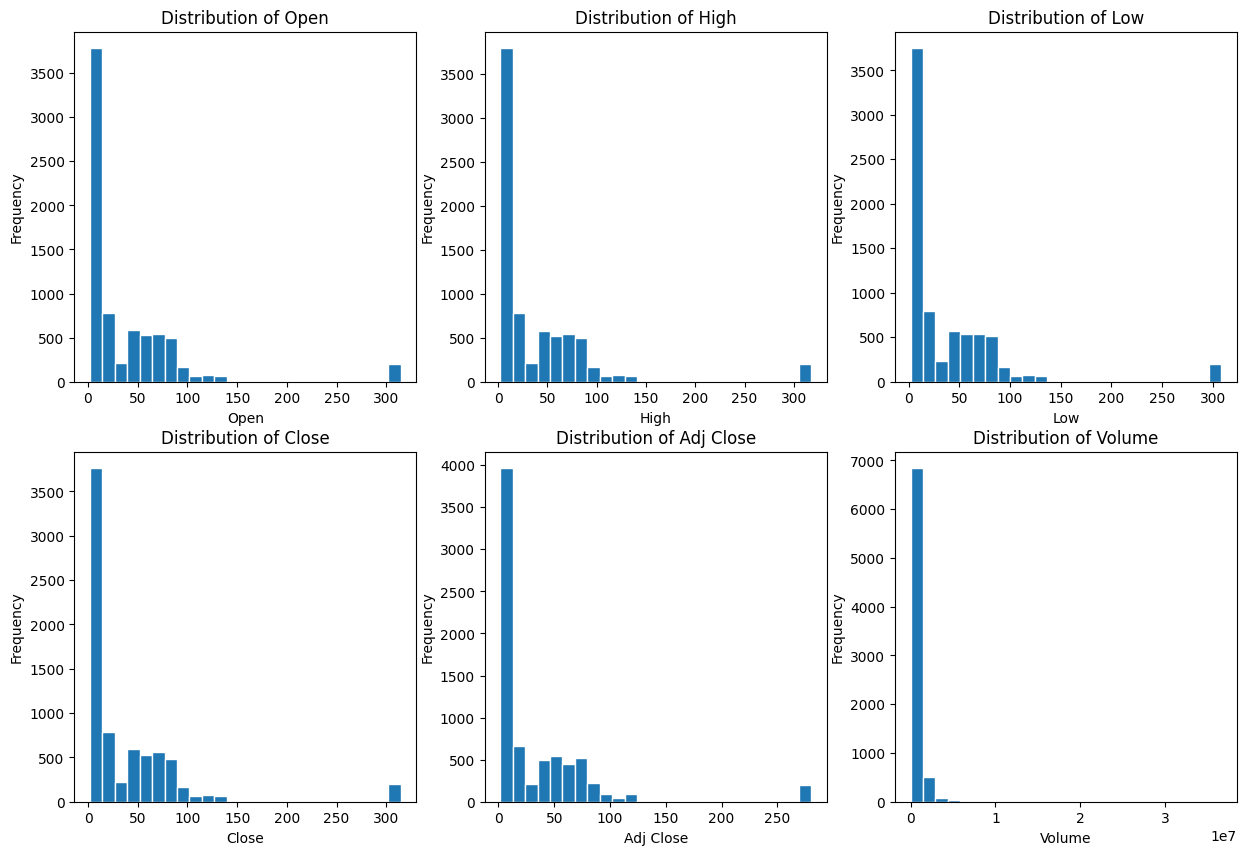 Distribution of Open
Frequency
3500
3000
2500
2000
1500
1000
500
0
0 50 100 150 200 250 300
Open
Distribution of High
Frequency
3500
3000
2500
2000
1500
1000
500
0
0 50 100 150 200 250 300
High
Distribution of Low
Frequency
3500
3000
2500
2000
1500
1000
500
0
0 50 100 150 200 250 300
Low
Distribution of Close
Frequency
3500
3000
2500
2000
1500
1000
500
0
0 50 100 150 200 250 300
Close
Distribution of Adj Close
Frequency
4000
3500
3000
2500
2000
1500
1000
500
0
0 50 100 150 200 250
Adj Close
Distribution of Volume
Frequency
7000
6000
5000
4000
3000
2000
1000
0
0 1 2 3
1e7
Volume